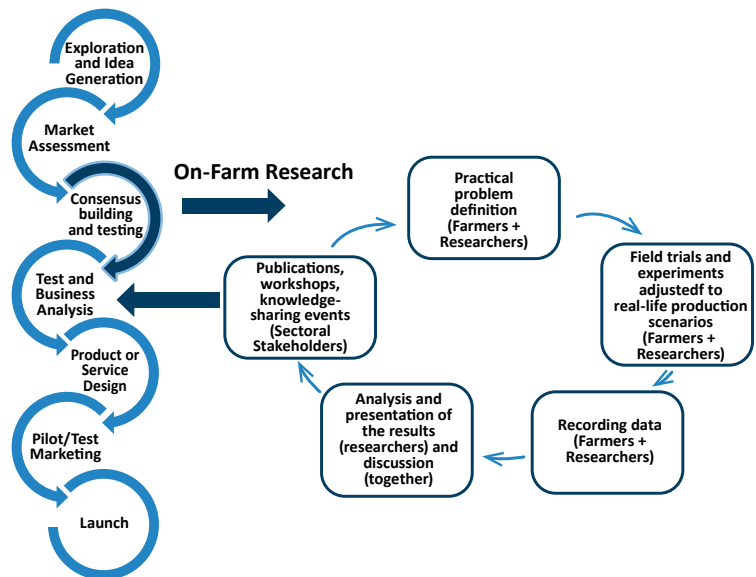 Exploration
and Idea
Generation
Market
Assessment
Consensus
building
and testing
Test and
Business
Analysis
Product or
Service
Design
Pilot/Test
Marketing
Launch
On-Farm Research
Practical
problem
definition
(Farmers +
Researchers)
Field trials and
experiments
adjustedf to
real-life production
scenarios
(Farmers +
Researchers)
Recording data
(Farmers +
Researchers)
Analysis and
presentation of
the results
(researchers) and
discussion
(together)
Publications,
workshops,
knowledge-
sharing events
(Sectoral
Stakeholders)